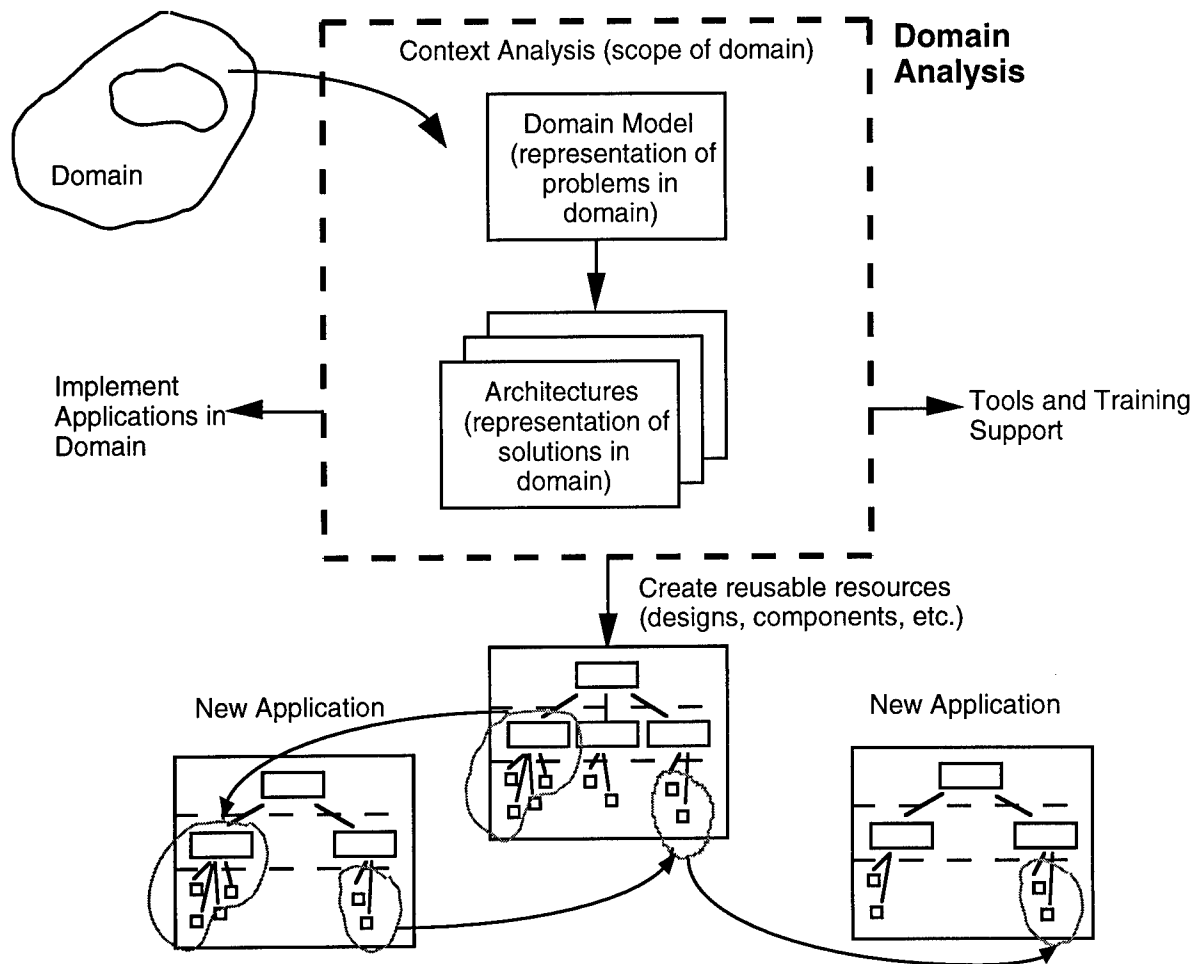 Domain
Analysis
Context Analysis (scope of domain)
Domain Model
(representation of
problems in
domain)
Domain
Architectures
(representation of
solutions in
domain)
Implement
Applications in
Domain
Tools and Training
Support
Create reusable resources
(designs, components, etc.)
New Application
New Application